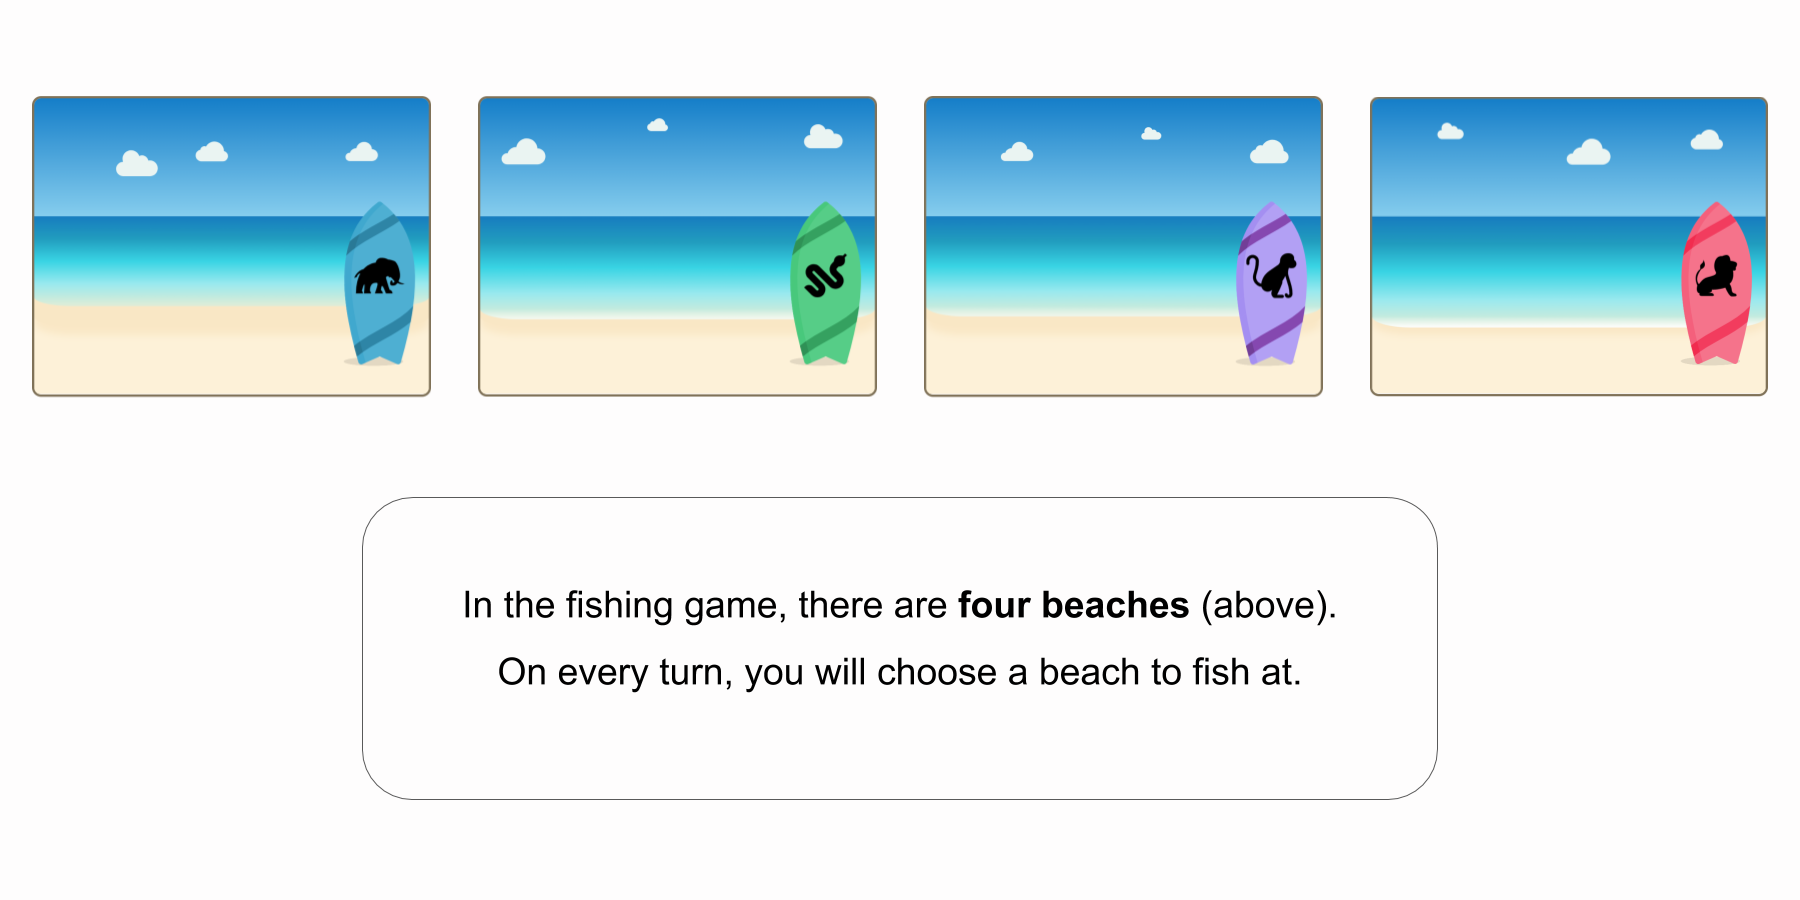 In the fishing game, there are four beaches (above).
On every turn, you will choose a beach to fish at.